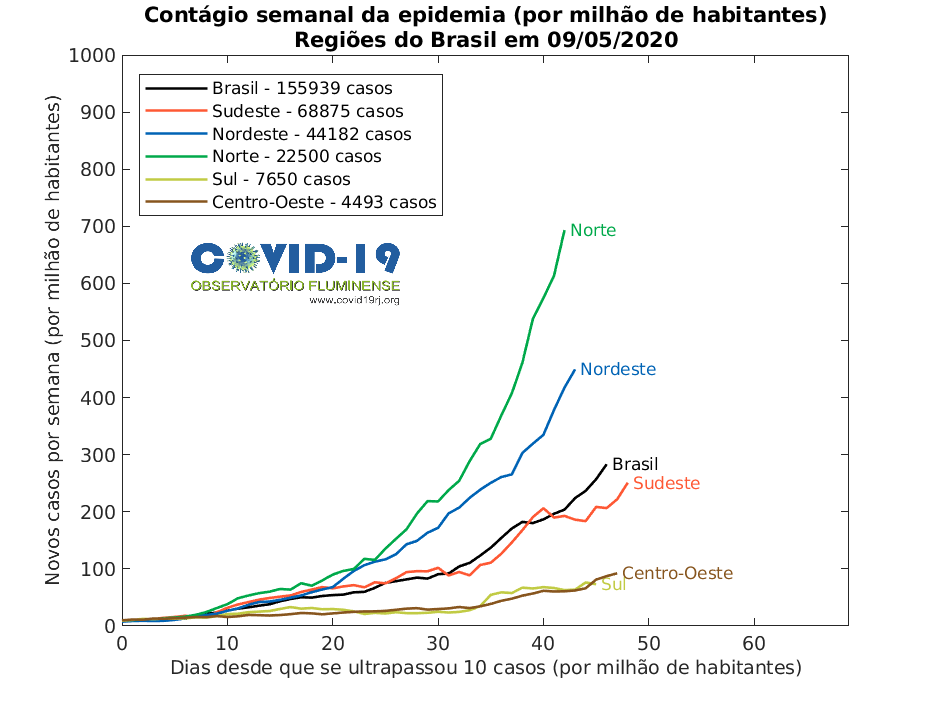 Contágio semanal da epidemia (por milhão de habitantes)
Regiões do Brasil em 09/05/2020
Novos casos por semana (por milhão de habitantes)
1000
900
800
700
600
500
400
300
200
100
0
Brasil - 155939 casos
Sudeste - 68875 casos
Nordeste - 44182 casos
Norte - 22500 casos
Sul - 7650 casos
Centro-Oeste - 4493 casos
COVID-19
OBSERVATÓRIO FLUMINENSE
www.covid19rj.org
Norte
Nordeste
Brasil
Sudeste
Centro-Oeste
Sul
0 10 20 30 40 50 60
Dias desde que se ultrapassou 10 casos (por milhão de habitantes)